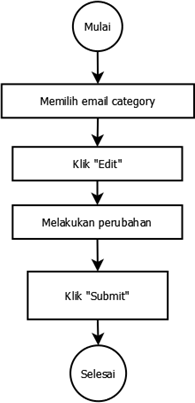 Mulai
Memilih email category
Klik "Edit"
Melakukan perubahan
Klik "Submit"
Selesai